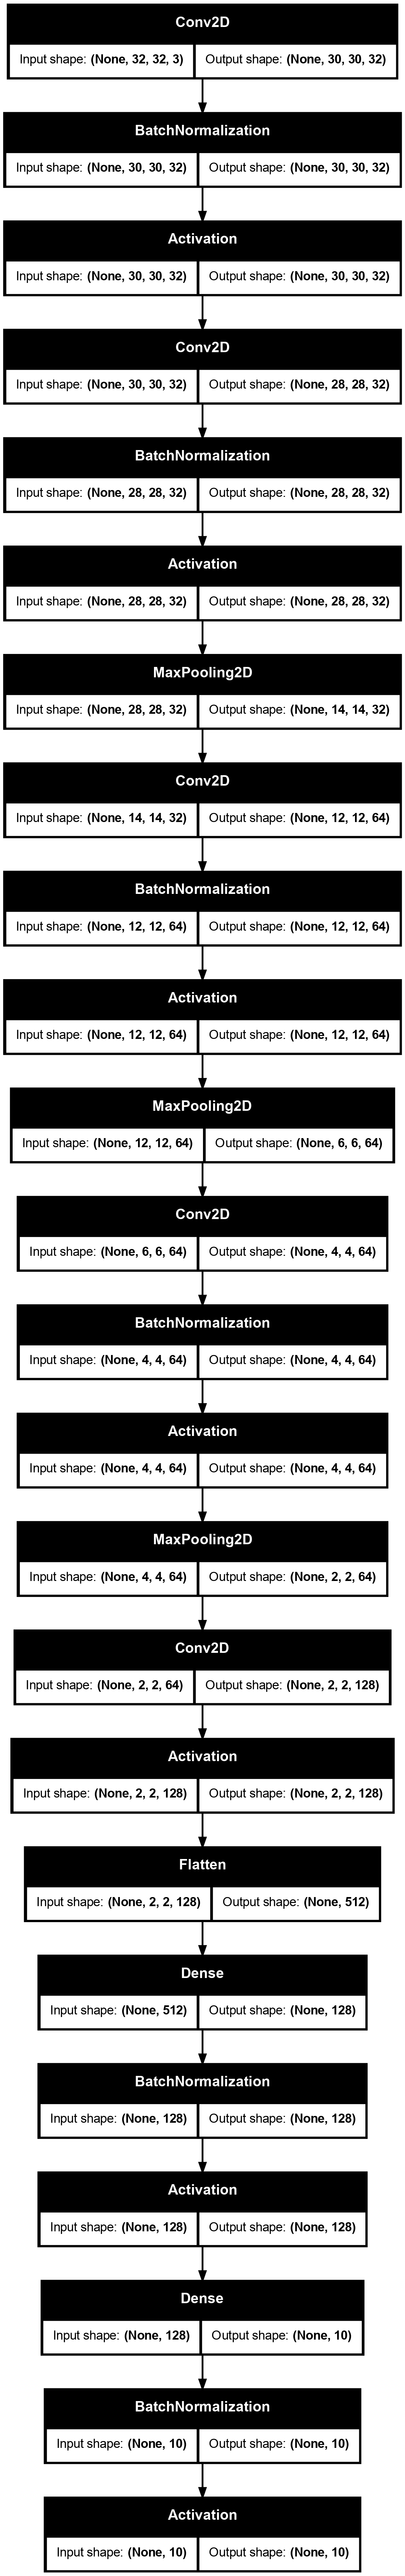 Conv2D
Input shape: (None, 32, 32, 3) Output shape: (None, 30, 30, 32)
BatchNormalization
Input shape: (None, 30, 30, 32) Output shape: (None, 30, 30, 32)
Activation
Input shape: (None, 30, 30, 32) Output shape: (None, 30, 30, 32)
Conv2D
Input shape: (None, 30, 30, 32) Output shape: (None, 28, 28, 32)
BatchNormalization
Input shape: (None, 28, 28, 32) Output shape: (None, 28, 28, 32)
Activation
Input shape: (None, 28, 28, 32) Output shape: (None, 28, 28, 32)
MaxPooling2D
Input shape: (None, 28, 28, 32) Output shape: (None, 14, 14, 32)
Conv2D
Input shape: (None, 14, 14, 32) Output shape: (None, 12, 12, 64)
BatchNormalization
Input shape: (None, 12, 12, 64) Output shape: (None, 12, 12, 64)
Activation
Input shape: (None, 12, 12, 64) Output shape: (None, 12, 12, 64)
MaxPooling2D
Input shape: (None, 12, 12, 64) Output shape: (None, 6, 6, 64)
Conv2D
Input shape: (None, 6, 6, 64) Output shape: (None, 4, 4, 64)
BatchNormalization
Input shape: (None, 4, 4, 64) Output shape: (None, 4, 4, 64)
Activation
Input shape: (None, 4, 4, 64) Output shape: (None, 4, 4, 64)
MaxPooling2D
Input shape: (None, 4, 4, 64) Output shape: (None, 2, 2, 64)
Conv2D
Input shape: (None, 2, 2, 64) Output shape: (None, 2, 2, 128)
Activation
Input shape: (None, 2, 2, 128) Output shape: (None, 2, 2, 128)
Flatten
Input shape: (None, 2, 2, 128) Output shape: (None, 512)
Dense
Input shape: (None, 512) Output shape: (None, 128)
BatchNormalization
Input shape: (None, 128) Output shape: (None, 128)
Activation
Input shape: (None, 128) Output shape: (None, 128)
Dense
Input shape: (None, 128) Output shape: (None, 10)
BatchNormalization
Input shape: (None, 10) Output shape: (None, 10)
Activation
Input shape: (None, 10) Output shape: (None, 10)